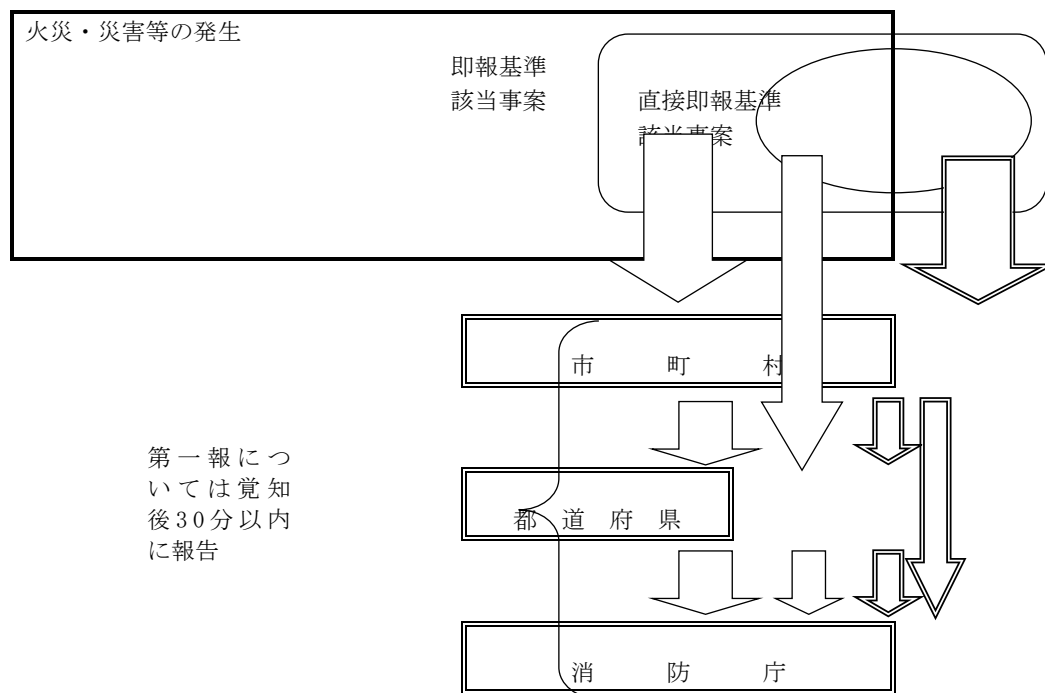 火災・災害等の発生
即報基準
該当事案
直接即報基準
該当事案
市町村
第一報につ
いては覚知
後30分以内
に報告
都道府県
消防庁